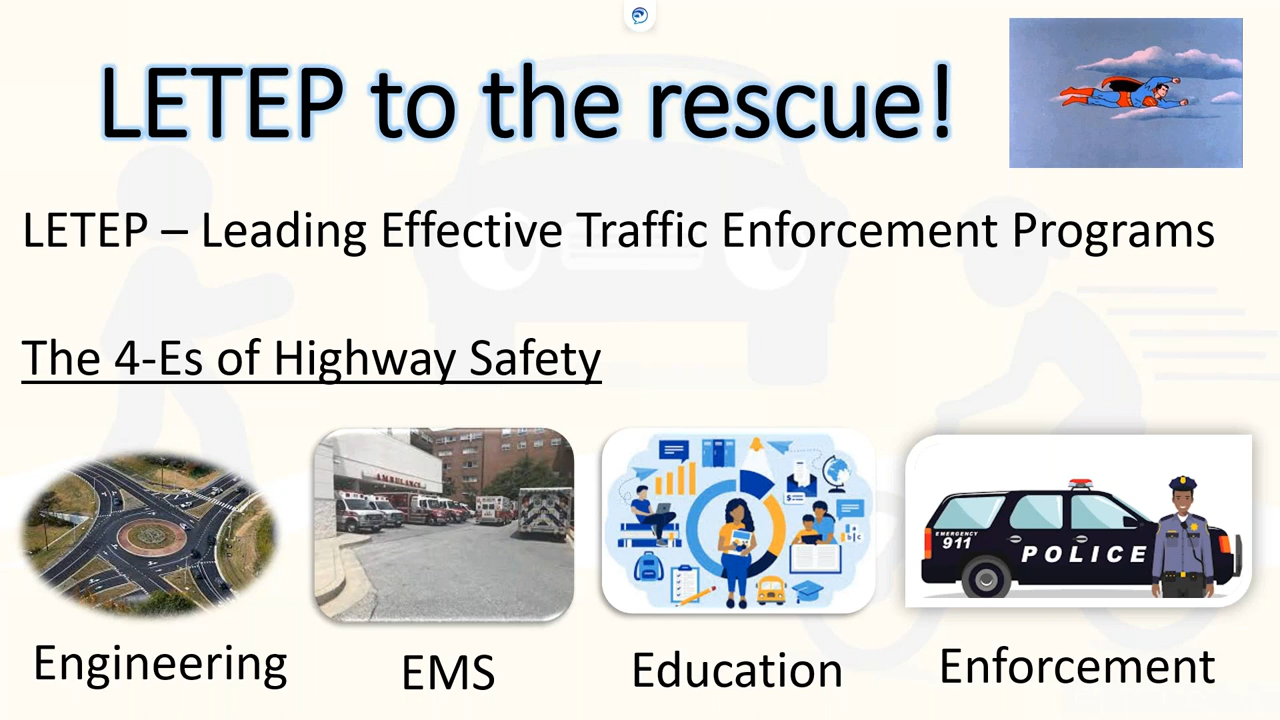 LETEP to the rescue!
LETEP – Leading Effective Traffic Enforcement Programs
The 4-Es of Highway Safety
AMBULANCE
EMERGENCY
911
POLICE
Engineering
EMS
Education
Enforcement